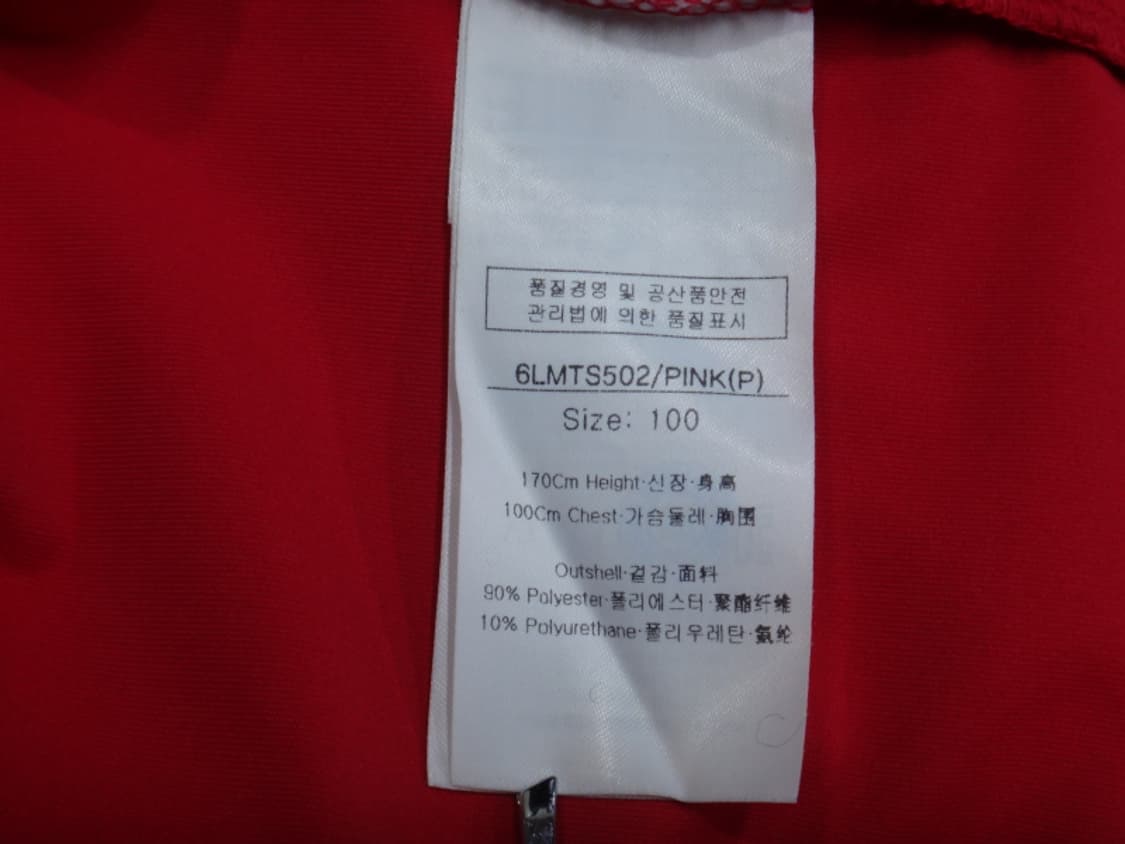 품질경영 및 공산품안전
관리법에 의한 품질표시
6LMTS502/PINK(P)
Size: 100
170Cm Height·신장·身高
100Cm Chest·가슴둘레·胸围
Outshell·겉감·面料
90% Polyester·폴리에스터·聚酯纤维
10% Polyurethane·폴리우레탄·氨纶